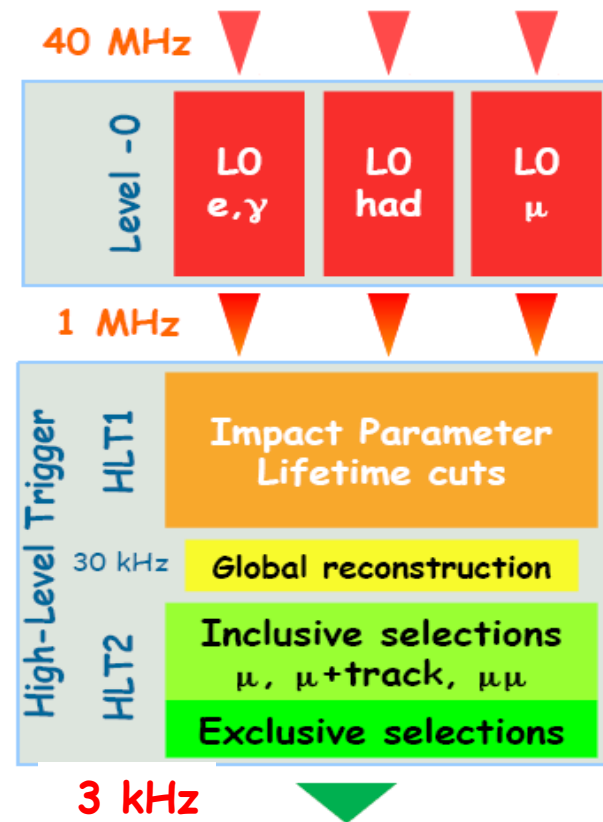 40 MHz
Level -0
L0
e,γ
L0
had
L0
μ
1 MHz
High-Level Trigger
HLT1
Impact Parameter
Lifetime cuts
30 kHz
Global reconstruction
HLT2
Inclusive selections
μ, μ+track, μμ
Exclusive selections
3 kHz